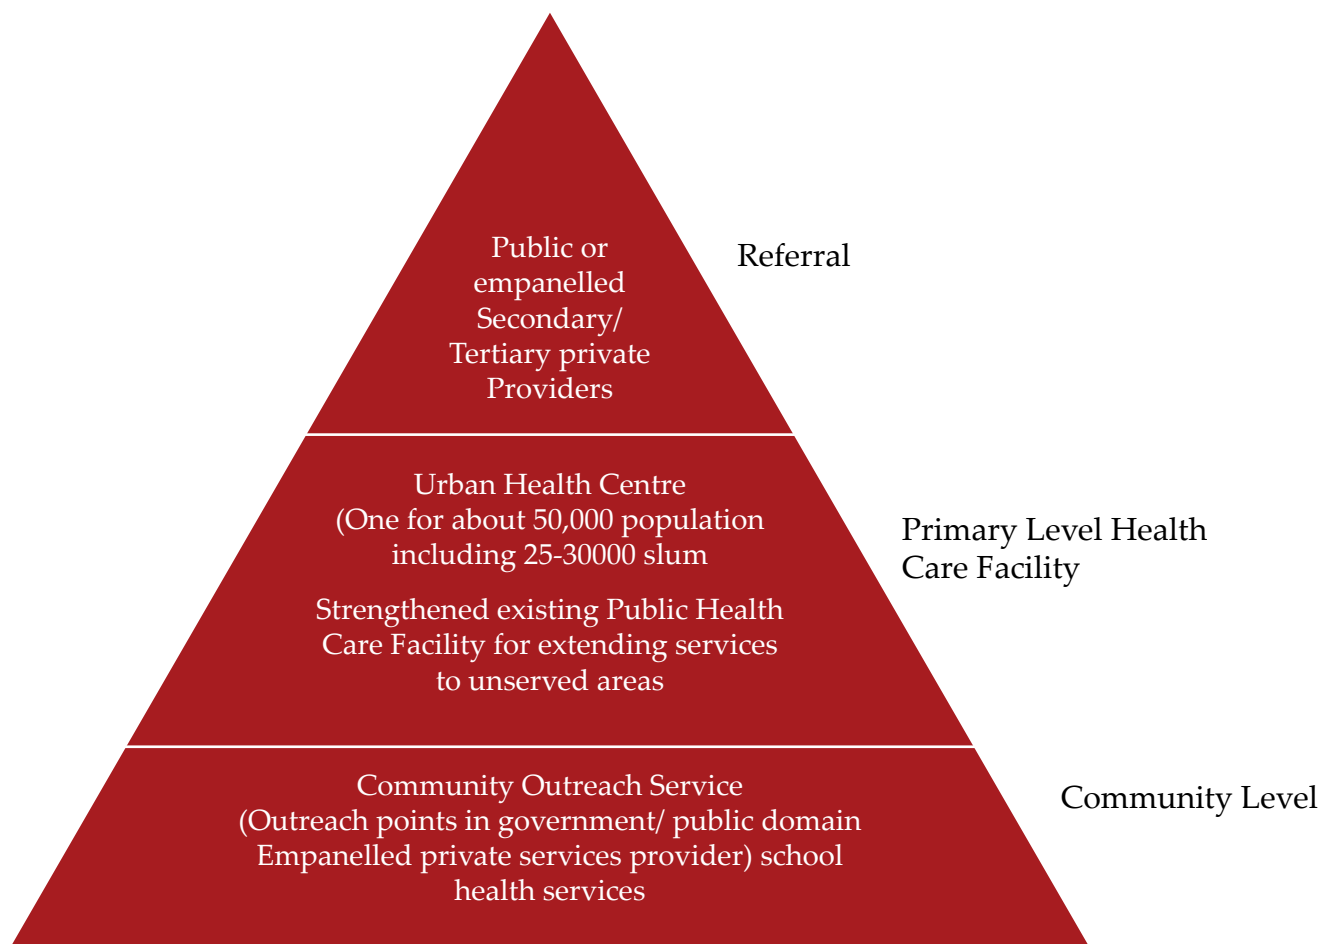 Public or
empanelled
Secondary/
Tertiary private
Providers
Referral
Urban Health Centre
(One for about 50,000 population
including 25-30000 slum
Strengthened existing Public Health
Care Facility for extending services
to unserved areas
Primary Level Health
Care Facility
Community Outreach Service
(Outreach points in government/ public domain
Empanelled private services provider) school
health services
Community Level